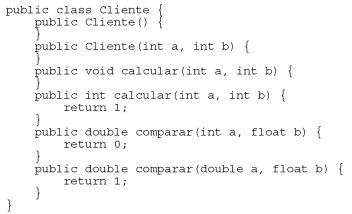 public class Cliente {
    public Cliente() {
    }
    public Cliente(int a, int b) {
    }
    public void calcular(int a, int b) {
    }
    public int calcular(int a, int b) {
        return 1;
    }
    public double comparar(int a, float b) {
        return 0;
    }
    public double comparar(double a, float b) {
        return 1;
    }
}